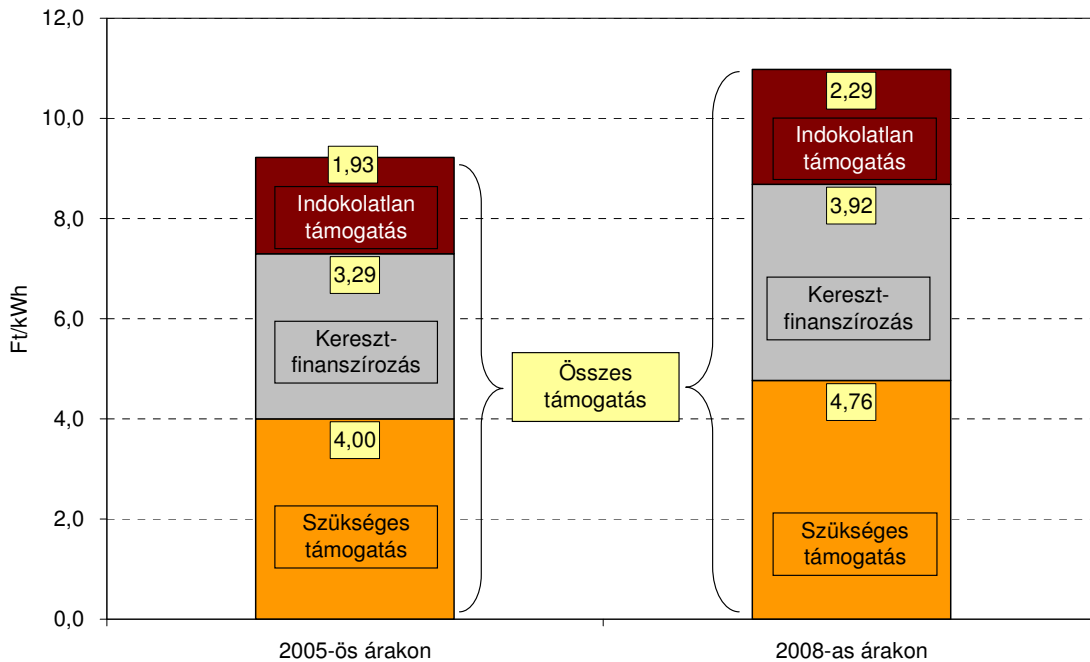 12,0
10,0
8,0
6,0
4,0
2,0
0,0
Ft/kWh
1,93
Indokolatlan
támogatás
3,29
Kereszt-
finanszírozás
4,00
Szükséges
támogatás
Összes
támogatás
2,29
Indokolatlan
támogatás
3,92
Kereszt-
finanszírozás
4,76
Szükséges
támogatás
2005-ös árakon
2008-as árakon